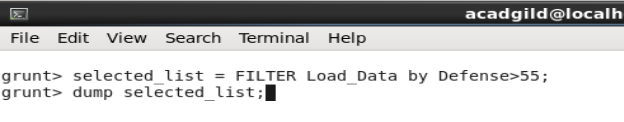 acadgild@localh
File Edit View Search Terminal Help
grunt> selected_list = FILTER Load_Data by Defense>55;
grunt> dump selected_list;